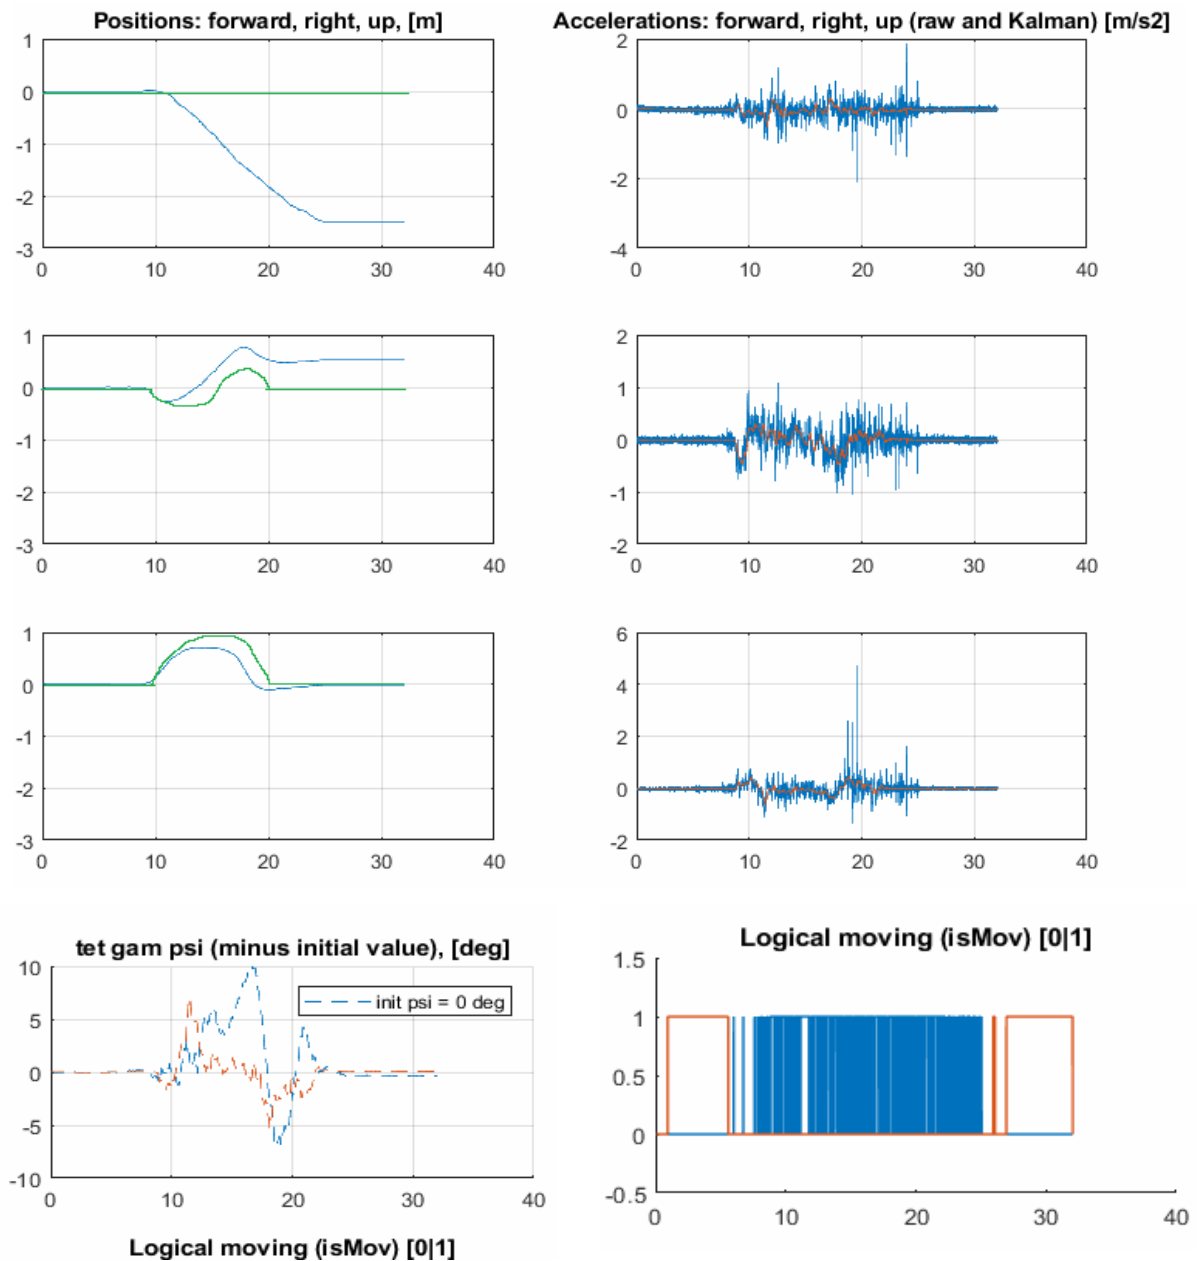 Positions: forward, right, up, [m]
Accelerations: forward, right, up (raw and Kalman) [m/s2]
1
0
-1
-2
-3
0 10 20 30 40
2
0
-2
-4
0 10 20 30 40
1
0
-1
-2
-3
0 10 20 30 40
2
1
0
-1
-2
0 10 20 30 40
1
0
-1
-2
-3
0 10 20 30 40
6
4
2
0
-2
0 10 20 30 40
tet gam psi (minus initial value), [deg]
10
5
0
-5
-10
init psi = 0 deg
0 10 20 30 40
Logical moving (isMov) [0|1]
Logical moving (isMov) [0|1]
1.5
1
0.5
0
-0.5
0 10 20 30 40